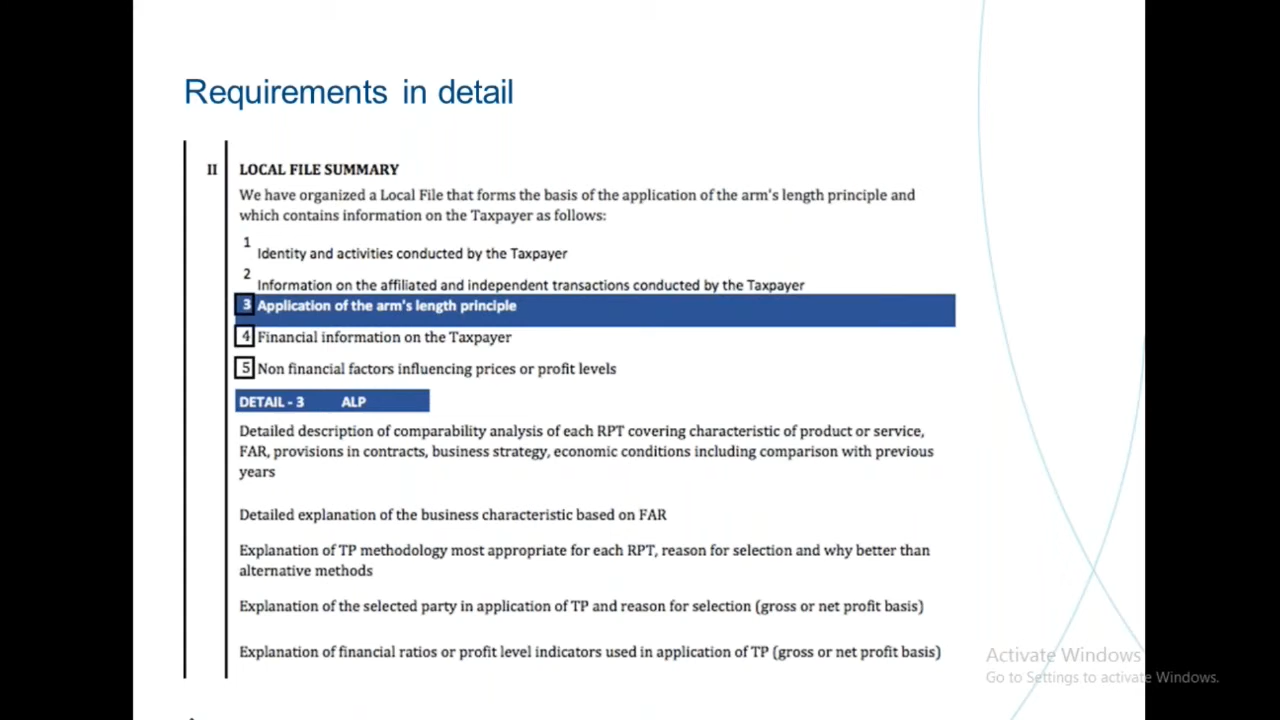 Requirements in detail
II LOCAL FILE SUMMARY
We have organized a Local File that forms the basis of the application of the arm's length principle and
which contains information on the Taxpayer as follows:
1 Identity and activities conducted by the Taxpayer
2 Information on the affiliated and independent transactions conducted by the Taxpayer
3 Application of the arm's length principle
4 Financial information on the Taxpayer
5 Non financial factors influencing prices or profit levels
DETAIL - 3 ALP
Detailed description of comparability analysis of each RPT covering characteristic of product or service,
FAR, provisions in contracts, business strategy, economic conditions including comparison with previous
years
Detailed explanation of the business characteristic based on FAR
Explanation of TP methodology most appropriate for each RPT, reason for selection and why better than
alternative methods
Explanation of the selected party in application of TP and reason for selection (gross or net profit basis)
Explanation of financial ratios or profit level indicators used in application of TP (gross or net profit basis)
Activate Windows
Go to Settings to activate Windows.